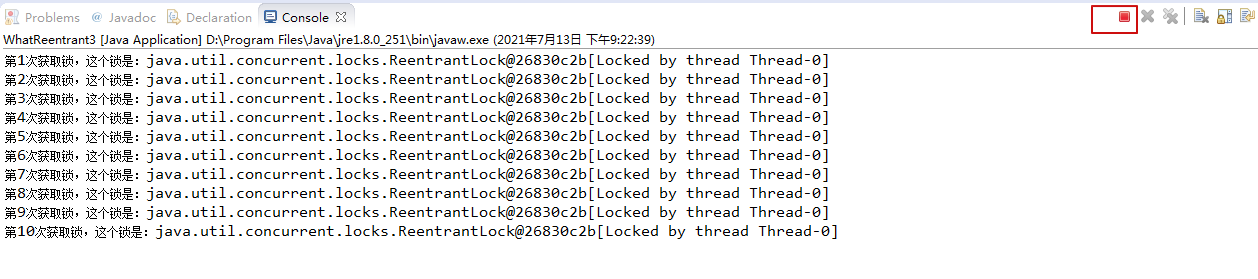 Problems @ Javadoc Declaration Console
WhatReentrant3 [Java Application] D:\Program Files\Java\jre1.8.0_251\bin\javaw.exe (2021年7月13日 下午9:22:39)
第1次获取锁，这个锁是：java.util.concurrent.locks.ReentrantLock@26830c2b[Locked by thread Thread-0]
第2次获取锁，这个锁是：java.util.concurrent.locks.ReentrantLock@26830c2b[Locked by thread Thread-0]
第3次获取锁，这个锁是：java.util.concurrent.locks.ReentrantLock@26830c2b[Locked by thread Thread-0]
第4次获取锁，这个锁是：java.util.concurrent.locks.ReentrantLock@26830c2b[Locked by thread Thread-0]
第5次获取锁，这个锁是：java.util.concurrent.locks.ReentrantLock@26830c2b[Locked by thread Thread-0]
第6次获取锁，这个锁是：java.util.concurrent.locks.ReentrantLock@26830c2b[Locked by thread Thread-0]
第7次获取锁，这个锁是：java.util.concurrent.locks.ReentrantLock@26830c2b[Locked by thread Thread-0]
第8次获取锁，这个锁是：java.util.concurrent.locks.ReentrantLock@26830c2b[Locked by thread Thread-0]
第9次获取锁，这个锁是：java.util.concurrent.locks.ReentrantLock@26830c2b[Locked by thread Thread-0]
第10次获取锁，这个锁是：java.util.concurrent.locks.ReentrantLock@26830c2b[Locked by thread Thread-0]